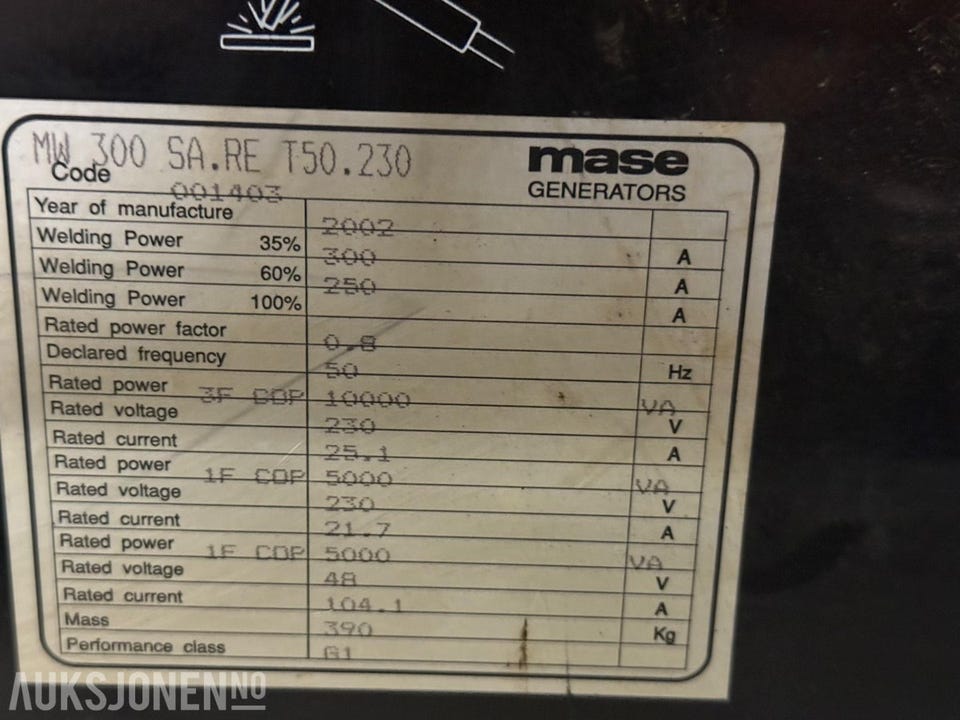 MW 300 SA.RE T50.230
mase
GENERATORS
Code 001403
Year of manufacture 2002
Welding Power 35% 300 A
Welding Power 60% 250 A
Welding Power 100% A
Rated power factor 0.8
Declared frequency 50 Hz
Rated power 3F COP 10000 VA
Rated voltage 230 V
Rated current 25.1 A
Rated power 1F COP 5000 VA
Rated voltage 230 V
Rated current 21.7 A
Rated power 1F COP 5000 VA
Rated voltage 48 V
Rated current 104.1 A
Mass 390 Kg
Performance class G1
AUKSJONEN.NO